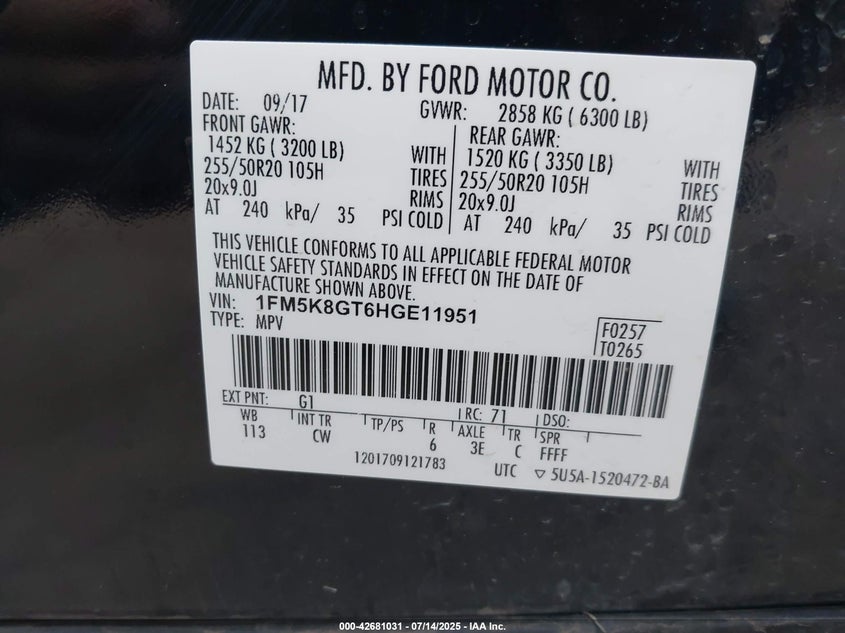 MFD. BY FORD MOTOR CO.
DATE: 09/17 GVWR: 2858 KG ( 6300 LB)
FRONT GAWR: REAR GAWR:
1452 KG ( 3200 LB) WITH 1520 KG ( 3350 LB) WITH
255/50R20 105H TIRES 255/50R20 105H TIRES
20x9.0J RIMS 20x9.0J RIMS
AT 240 kPa/ 35 PSI COLD AT 240 kPa/ 35 PSI COLD
THIS VEHICLE CONFORMS TO ALL APPLICABLE FEDERAL MOTOR
VEHICLE SAFETY STANDARDS IN EFFECT ON THE DATE OF
MANUFACTURE SHOWN ABOVE.
VIN: 1FM5K8GT6HGE11951
TYPE: MPV
F0257
T0265
EXT PNT: G1 RC: 71 DSO:
WB INT TR TP/PS R AXLE TR SPR
113 CW 6 3E C FFFF
1201709121783 UTC ▽ 5U5A-1520472-BA
000-42681031 - 07/14/2025 - IAA Inc.